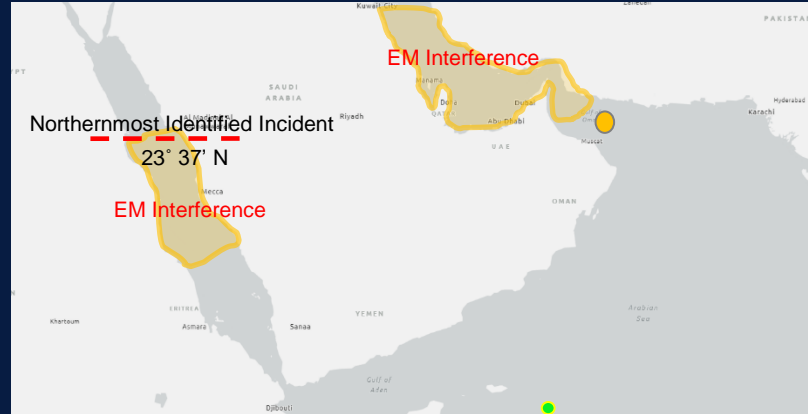 Kuwait City
PAKISTAN
EM Interference
Manama
SAUDI
ARABIA
Doha
Dubai
Hyderabad
Karachi
Riyadh
QATAR
Abu Dhabi
Northernmost Identified Incident
23° 37' N
Muscat
UAE
Mecca
OMAN
EM Interference
ERITREA
Arabian
Sea
Khartoum
Asmara
Sanaa
YEMEN
Gulf of
Aden
Djibouti